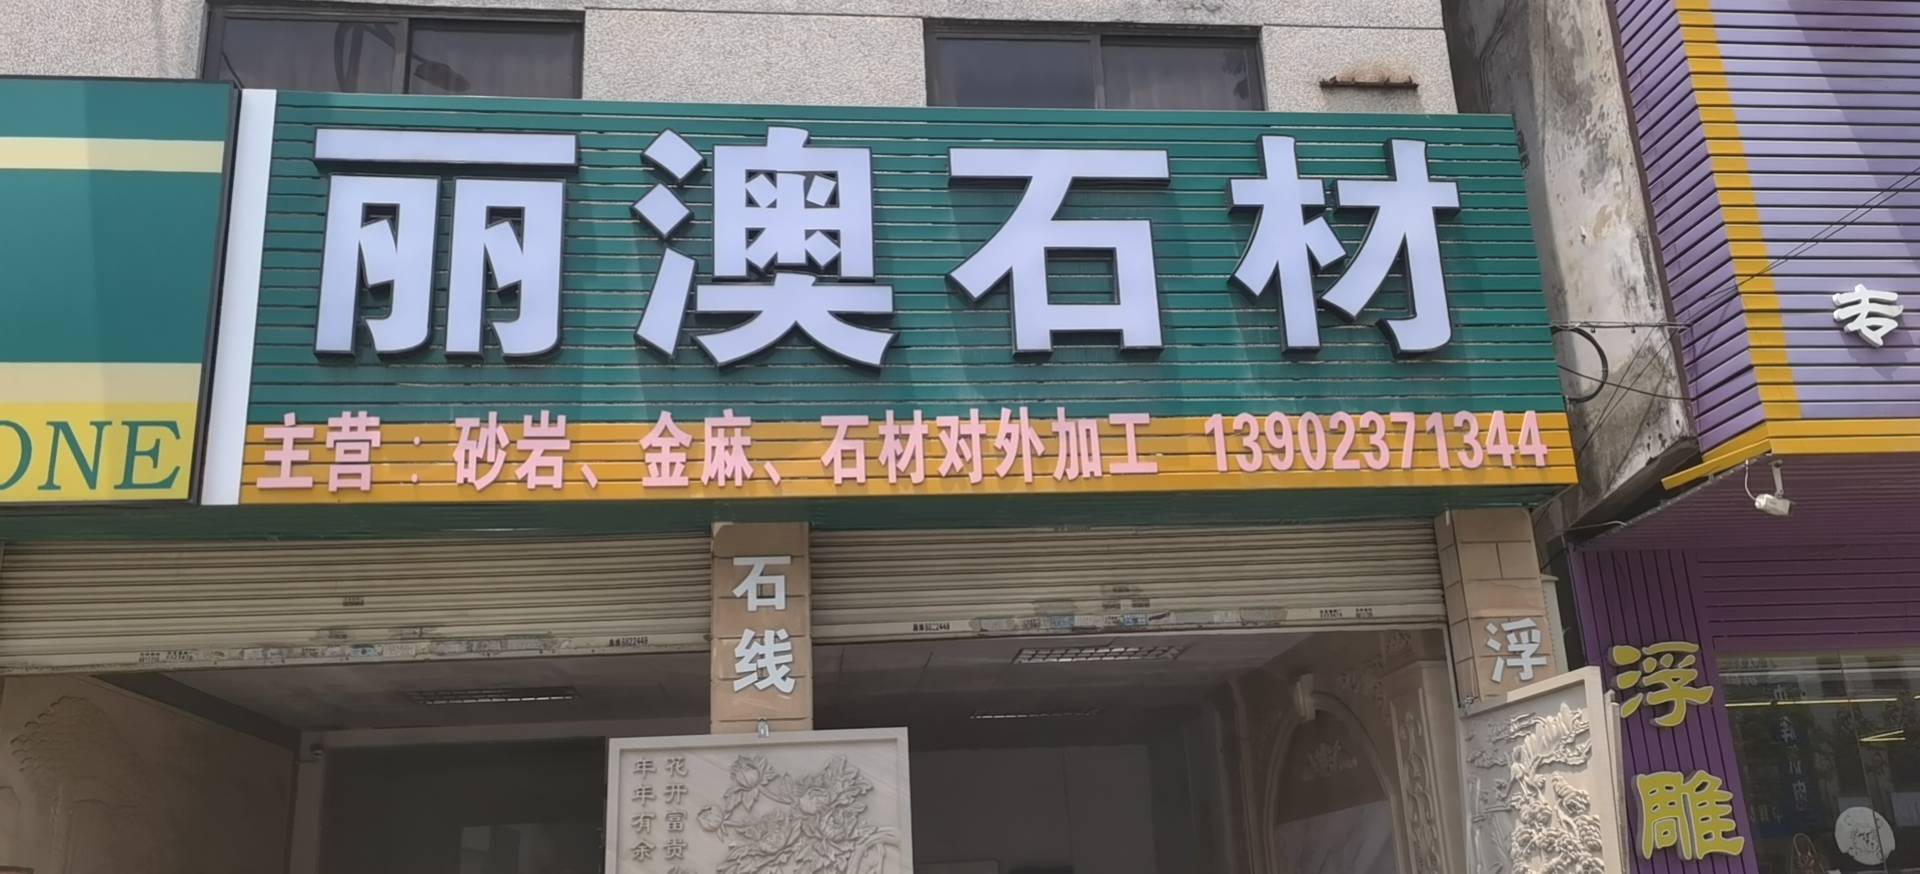 丽澳石材
主营：砂岩、金麻、石材对外加工 13902371344
ONE
石线
浮
花开富贵
年年有余
专
浮雕